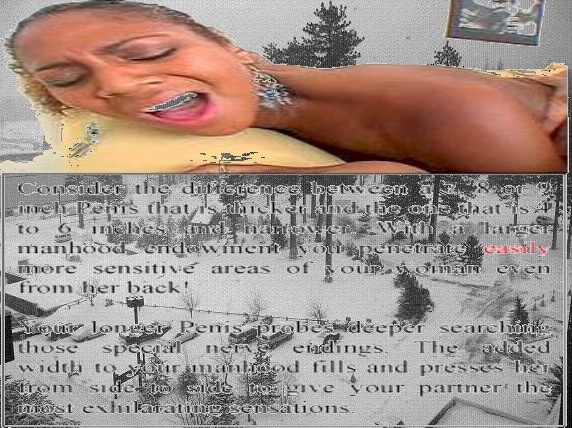 Consider the difference between a 7, 8 or 9
inch Penis that is thicker and the one that is
to 6 inches and narrower. With a larger
manhood endowment you penetrate easily
more sensitive areas of your woman even
from her back!
Your longer Penis probes deeper searching
those special nerve endings. The added
width to your manhood fills and presses her
from side to side to give your partner the
most exhilarating sensations.